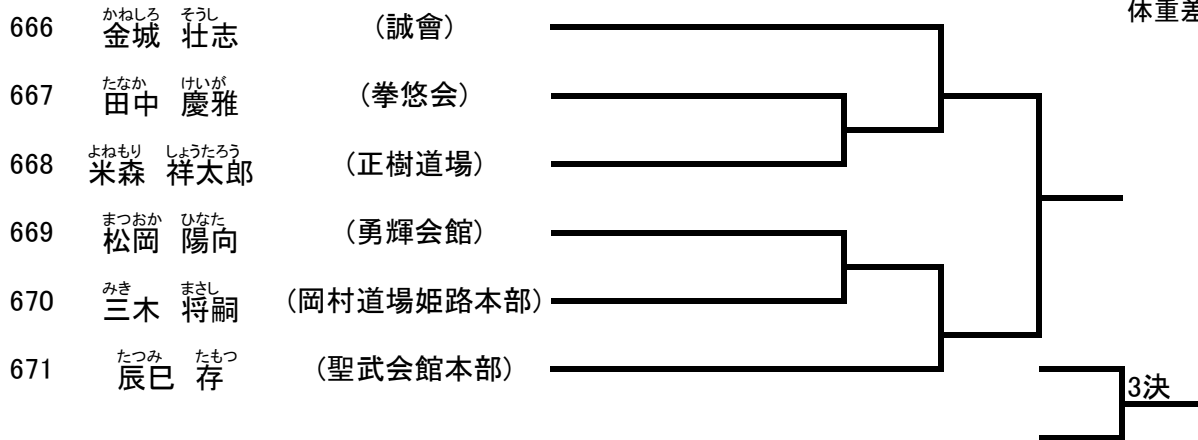 体重差
かねしろ そうし
666 金城 壮志 (誠會)
たなか けいが
667 田中 慶雅 (拳悠会)
よねもり しょうたろう
668 米森 祥太郎 (正樹道場)
まつおか ひなた
669 松岡 陽向 (勇輝会館)
みき まさし
670 三木 将嗣 (岡村道場姫路本部)
たつみ たもつ
671 辰巳 存 (聖武会館本部)
3決